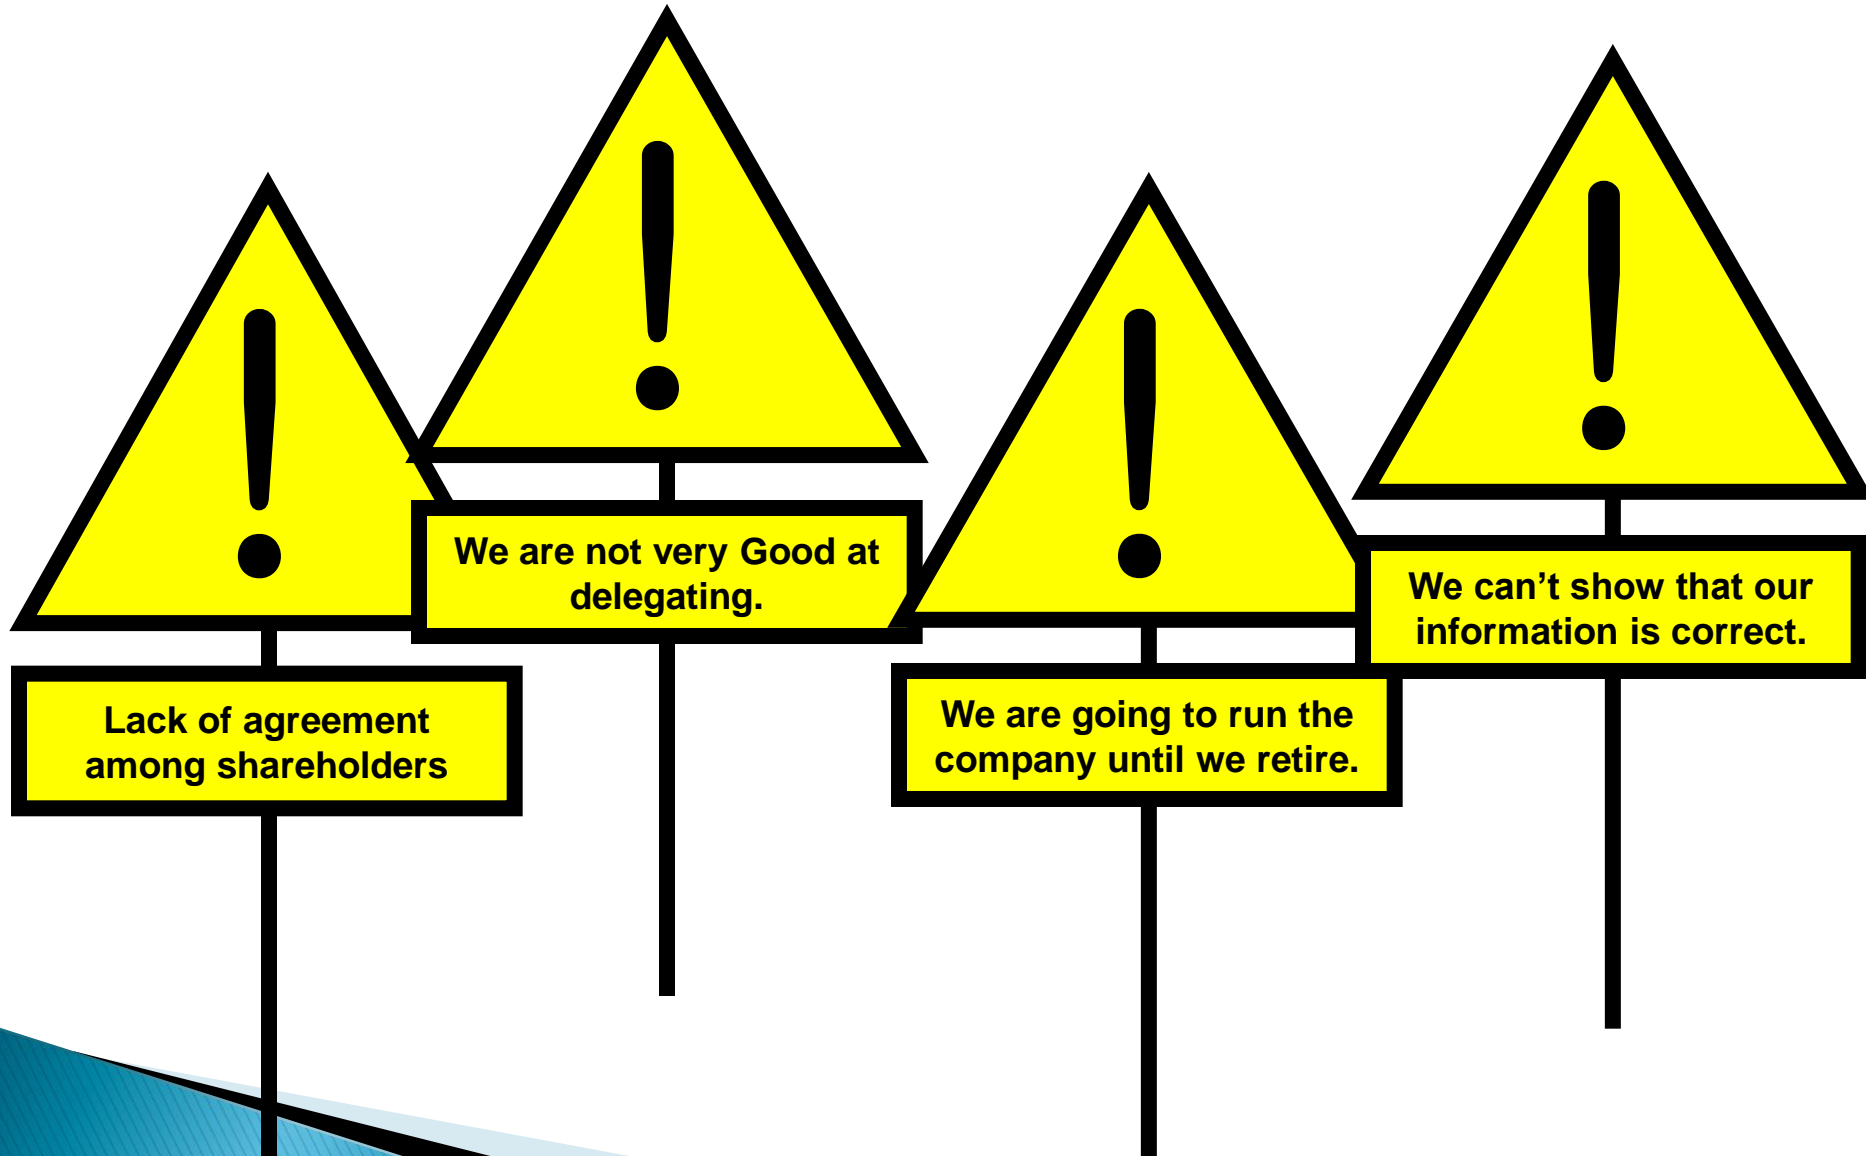 Lack of agreement
among shareholders
We are not very Good at
delegating.
We are going to run the
company until we retire.
We can’t show that our
information is correct.